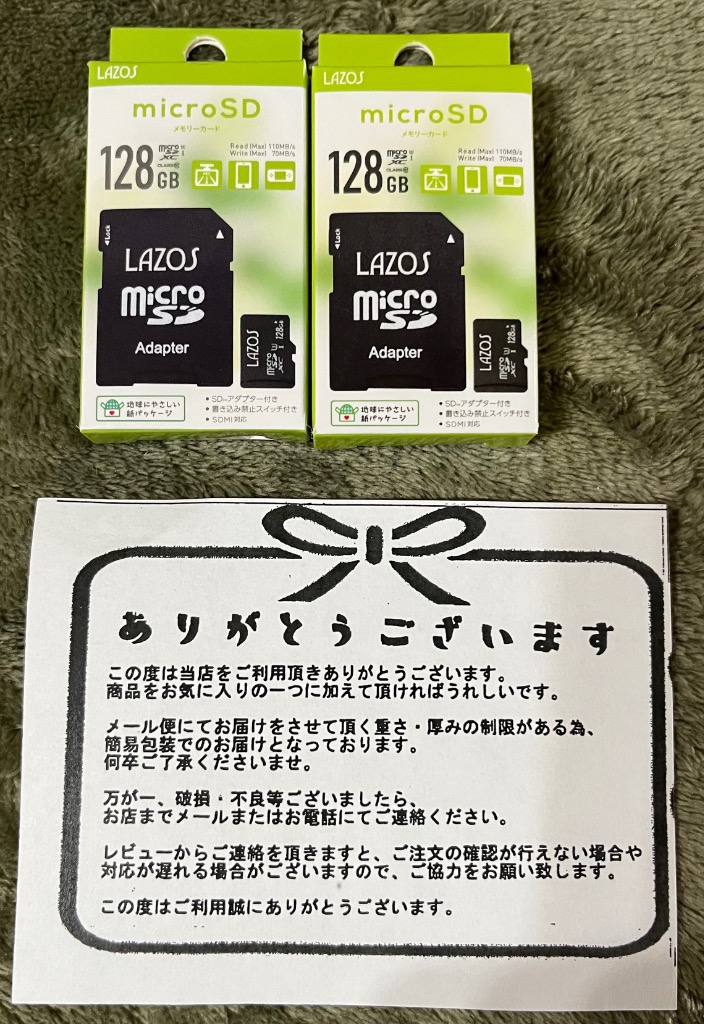 LAZOS
microSD
メモリーカード
128GB
micro SD XC I
CLASS10
Read (Max) 110MB/s
Write (Max) 70MB/s
Lock
LAZOS
micro SD
Adapter
LAZOS
micro SD XC I 128GB
地球にやさしい
紙パッケージ
・SDアダプター付き
・書き込み禁止スイッチ付き
・SDMI対応
LAZOS
microSD
メモリーカード
128GB
micro SD XC I
CLASS10
Read (Max) 110MB/s
Write (Max) 70MB/s
Lock
LAZOS
micro SD
Adapter
LAZOS
micro SD XC I 128GB
地球にやさしい
紙パッケージ
・SDアダプター付き
・書き込み禁止スイッチ付き
・SDMI対応
ありがとうございます
この度は当店をご利用頂きありがとうございます。
商品をお気に入りの一つに加えて頂ければうれしいです。
メール便にてお届けをさせて頂く重さ・厚みの制限がある為、
簡易包装でのお届けとなっております。
何卒ご了承くださいませ。
万が一、破損・不良等ございましたら、
お店までメールまたはお電話にてご連絡ください。
レビューからご連絡を頂きますと、ご注文の確認が行えない場合や
対応が遅れる場合がございますので、ご協力をお願い致します。
この度はご利用誠にありがとうございます。